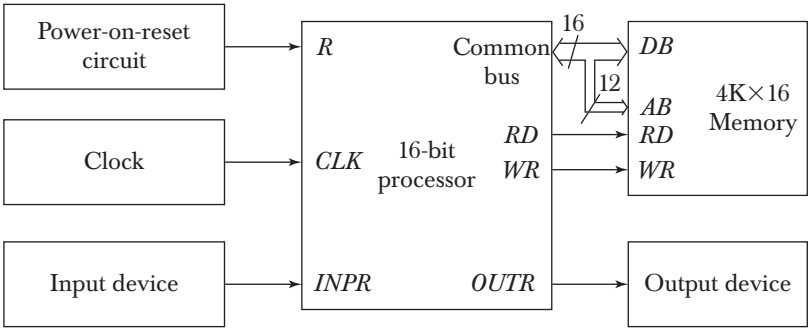 Power-on-reset
circuit
Clock
Input device
R
CLK
INPR
16-bit
processor
Common
bus
RD
WR
OUTR
16
12
DB
AB
RD
WR
4K×16
Memory
Output device